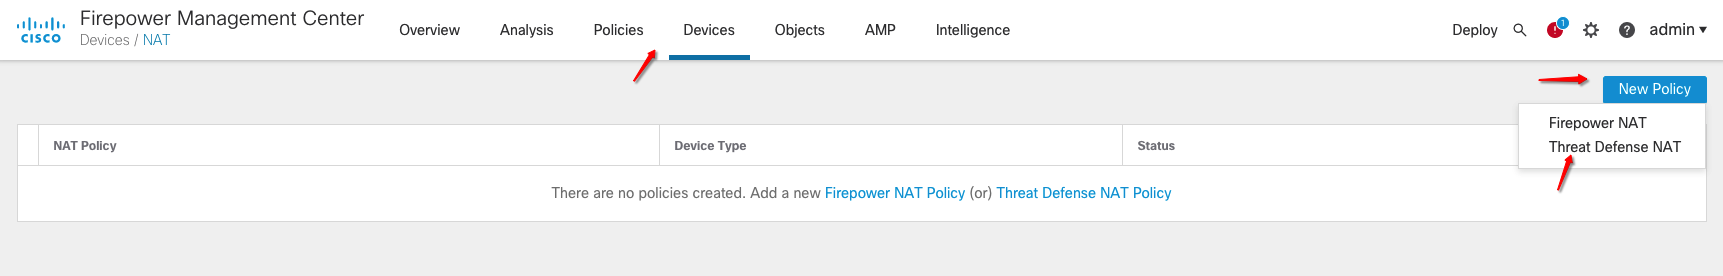 Firepower Management Center
CISCO
Devices / NAT
Overview Analysis Policies Devices Objects AMP Intelligence
Deploy 1 ! ? admin
New Policy
Firepower NAT
Threat Defense NAT
NAT Policy Device Type Status
There are no policies created. Add a new Firepower NAT Policy (or) Threat Defense NAT Policy